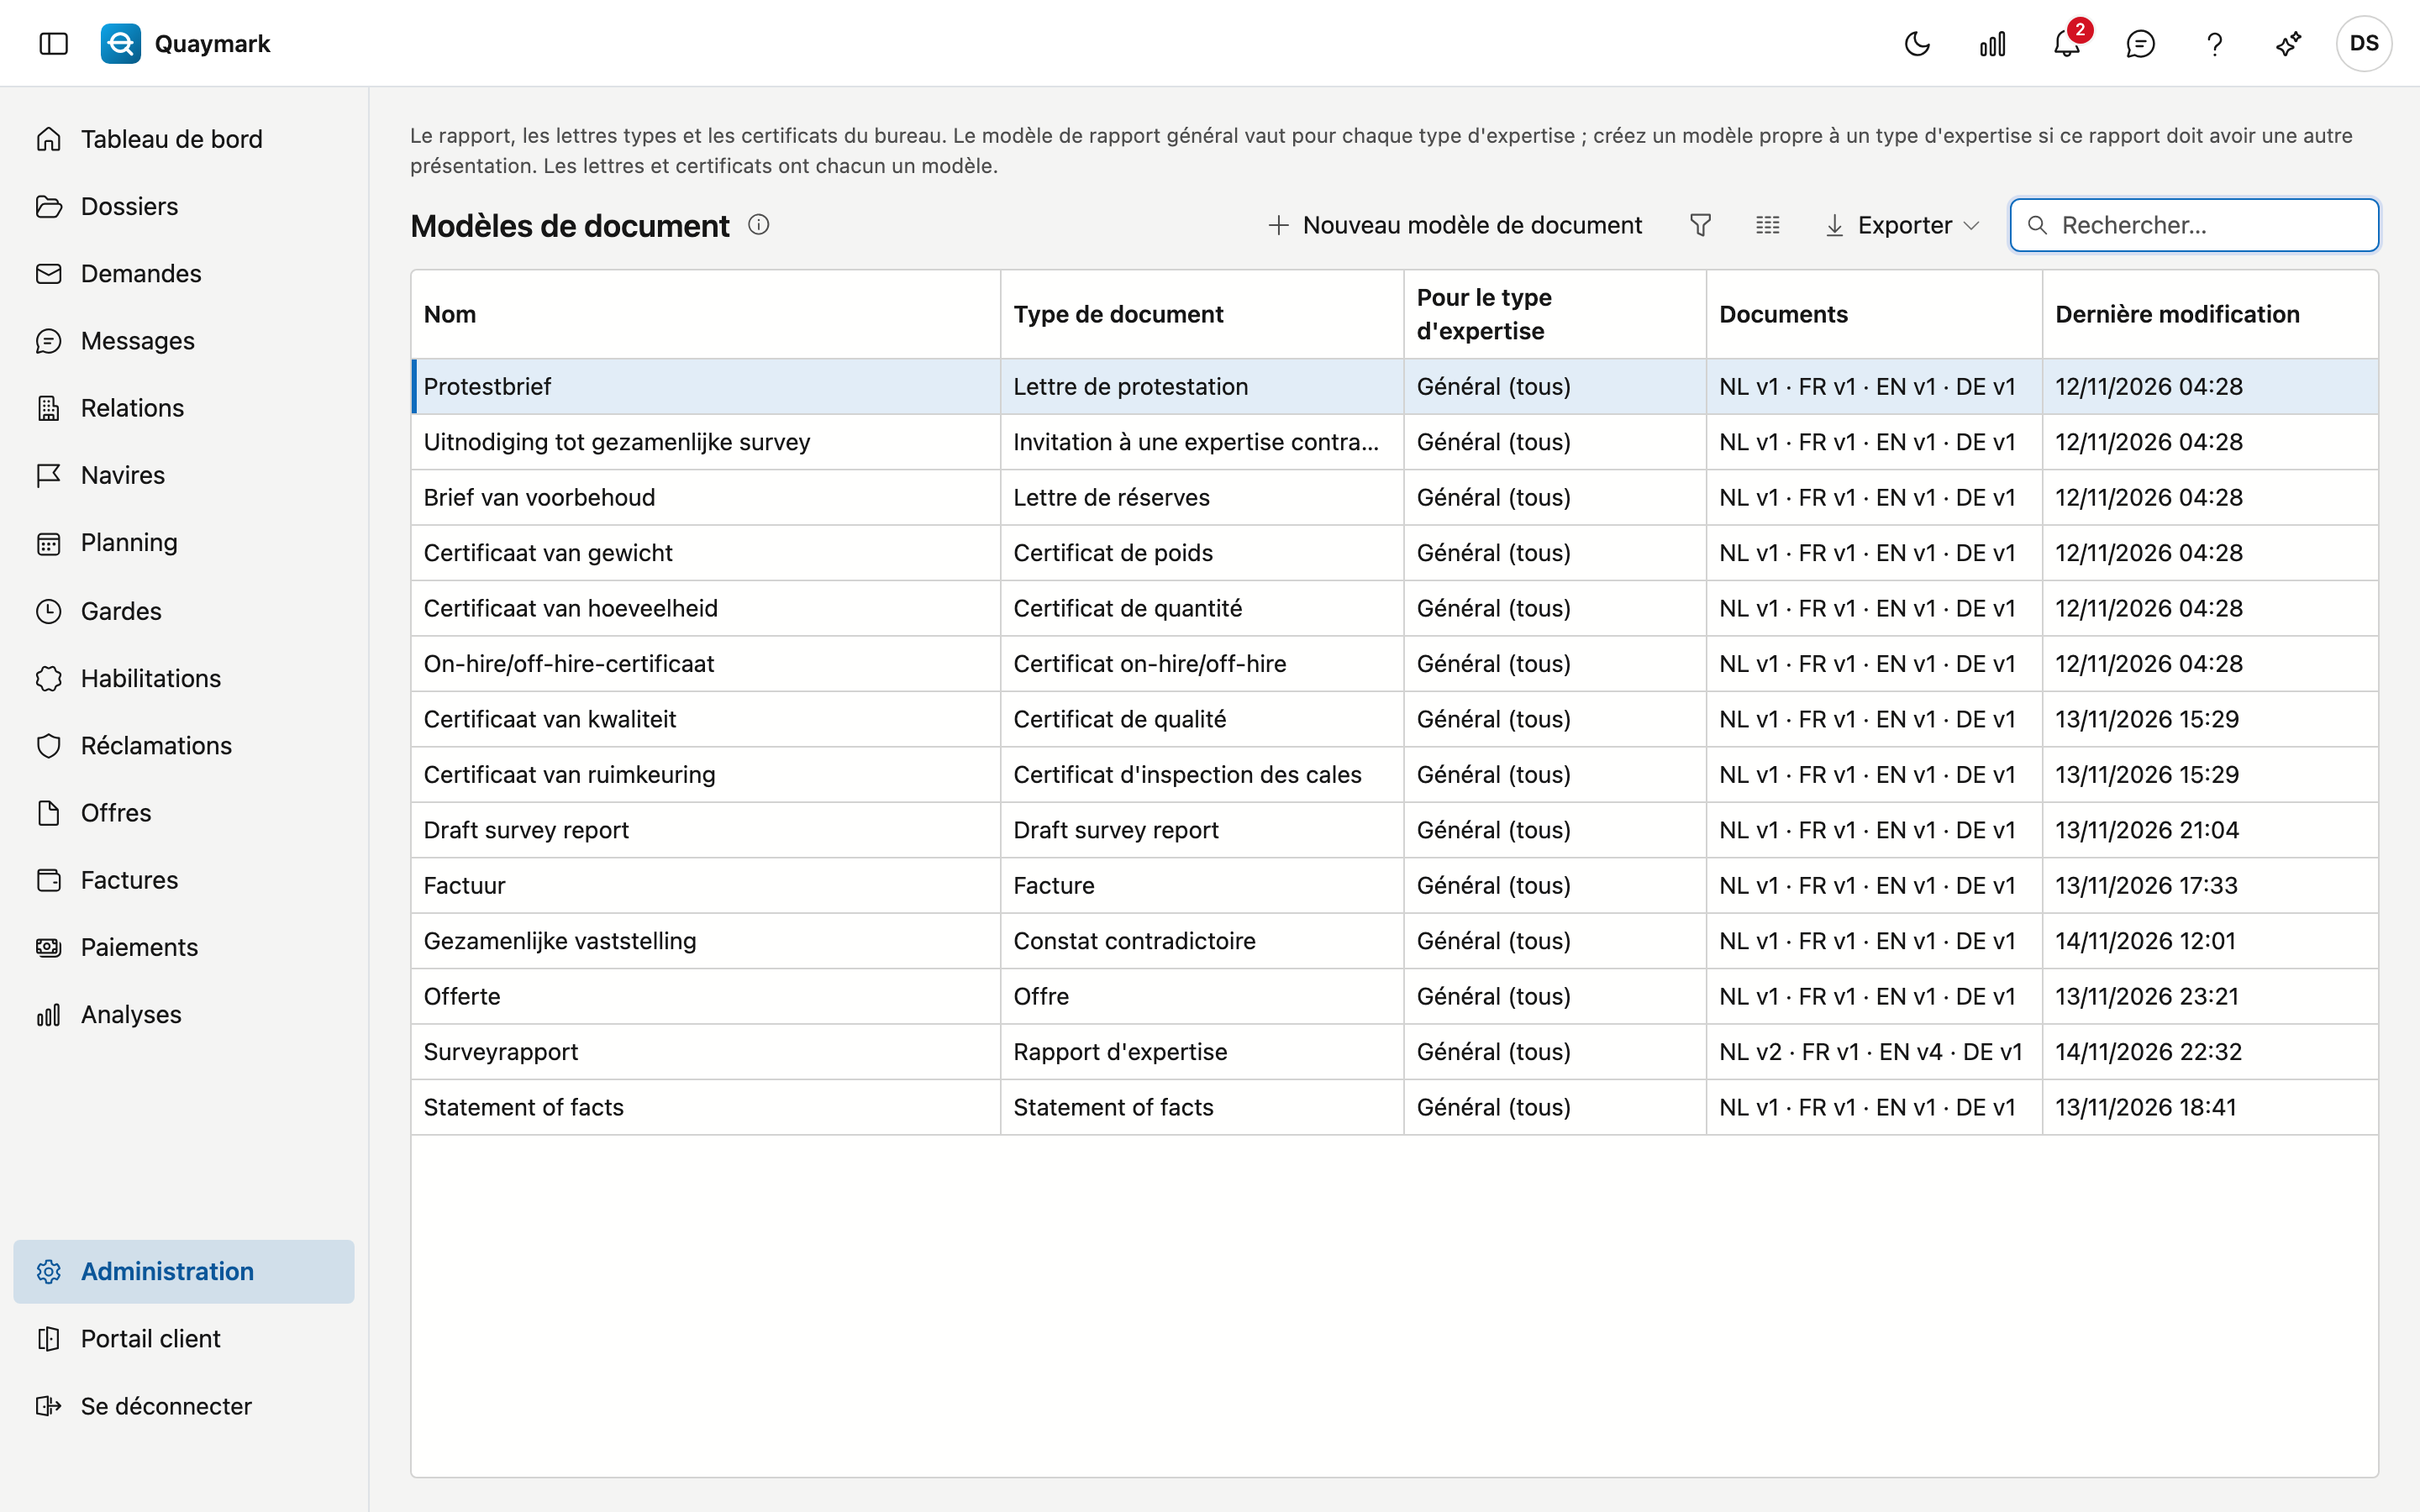 Quaymark
2
DS
Tableau de bord
Dossiers
Demandes
Messages
Relations
Navires
Planning
Gardes
Habilitations
Réclamations
Offres
Factures
Paiements
Analyses
Administration
Portail client
Se déconnecter
Le rapport, les lettres types et les certificats du bureau. Le modèle de rapport général vaut pour chaque type d'expertise ; créez un modèle propre à un type d'expertise si ce rapport doit avoir une autre
présentation. Les lettres et certificats ont chacun un modèle.
Modèles de document
Nouveau modèle de document
Exporter
Rechercher...
Nom Type de document Pour le type d'expertise Documents Dernière modification
Protestbrief Lettre de protestation Général (tous) NL v1 · FR v1 · EN v1 · DE v1 12/11/2026 04:28
Uitnodiging tot gezamenlijke survey Invitation à une expertise contra... Général (tous) NL v1 · FR v1 · EN v1 · DE v1 12/11/2026 04:28
Brief van voorbehoud Lettre de réserves Général (tous) NL v1 · FR v1 · EN v1 · DE v1 12/11/2026 04:28
Certificaat van gewicht Certificat de poids Général (tous) NL v1 · FR v1 · EN v1 · DE v1 12/11/2026 04:28
Certificaat van hoeveelheid Certificat de quantité Général (tous) NL v1 · FR v1 · EN v1 · DE v1 12/11/2026 04:28
On-hire/off-hire-certificaat Certificat on-hire/off-hire Général (tous) NL v1 · FR v1 · EN v1 · DE v1 12/11/2026 04:28
Certificaat van kwaliteit Certificat de qualité Général (tous) NL v1 · FR v1 · EN v1 · DE v1 13/11/2026 15:29
Certificaat van ruimkeuring Certificat d'inspection des cales Général (tous) NL v1 · FR v1 · EN v1 · DE v1 13/11/2026 15:29
Draft survey report Draft survey report Général (tous) NL v1 · FR v1 · EN v1 · DE v1 13/11/2026 21:04
Factuur Facture Général (tous) NL v1 · FR v1 · EN v1 · DE v1 13/11/2026 17:33
Gezamenlijke vaststelling Constat contradictoire Général (tous) NL v1 · FR v1 · EN v1 · DE v1 14/11/2026 12:01
Offerte Offre Général (tous) NL v1 · FR v1 · EN v1 · DE v1 13/11/2026 23:21
Surveyrapport Rapport d'expertise Général (tous) NL v2 · FR v1 · EN v4 · DE v1 14/11/2026 22:32
Statement of facts Statement of facts Général (tous) NL v1 · FR v1 · EN v1 · DE v1 13/11/2026 18:41